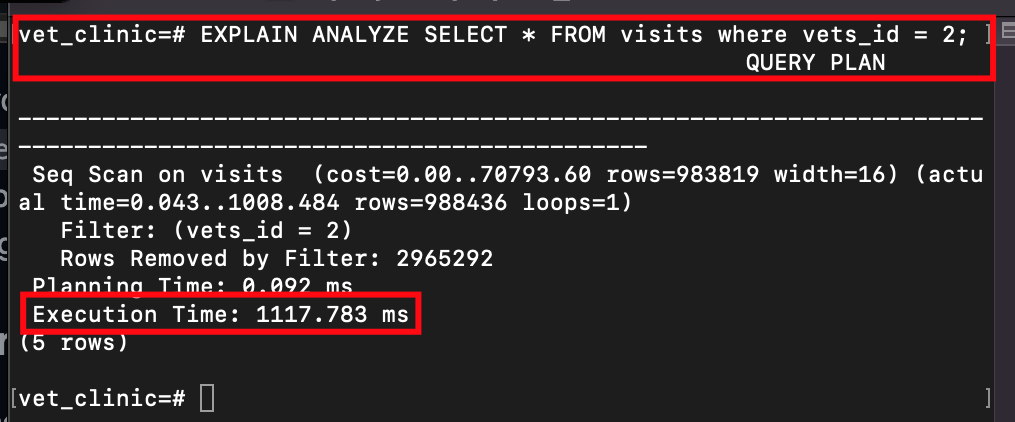 [vet_clinic=# EXPLAIN ANALYZE SELECT * FROM visits where vets_id = 2; ]
QUERY PLAN
---------------------------------------------------------------------
---------------------------------------------
Seq Scan on visits  (cost=0.00..70793.60 rows=983819 width=16) (actu
al time=0.043..1008.484 rows=988436 loops=1)
Filter: (vets_id = 2)
Rows Removed by Filter: 2965292
Planning Time: 0.092 ms
Execution Time: 1117.783 ms
(5 rows)
[vet_clinic=# ]